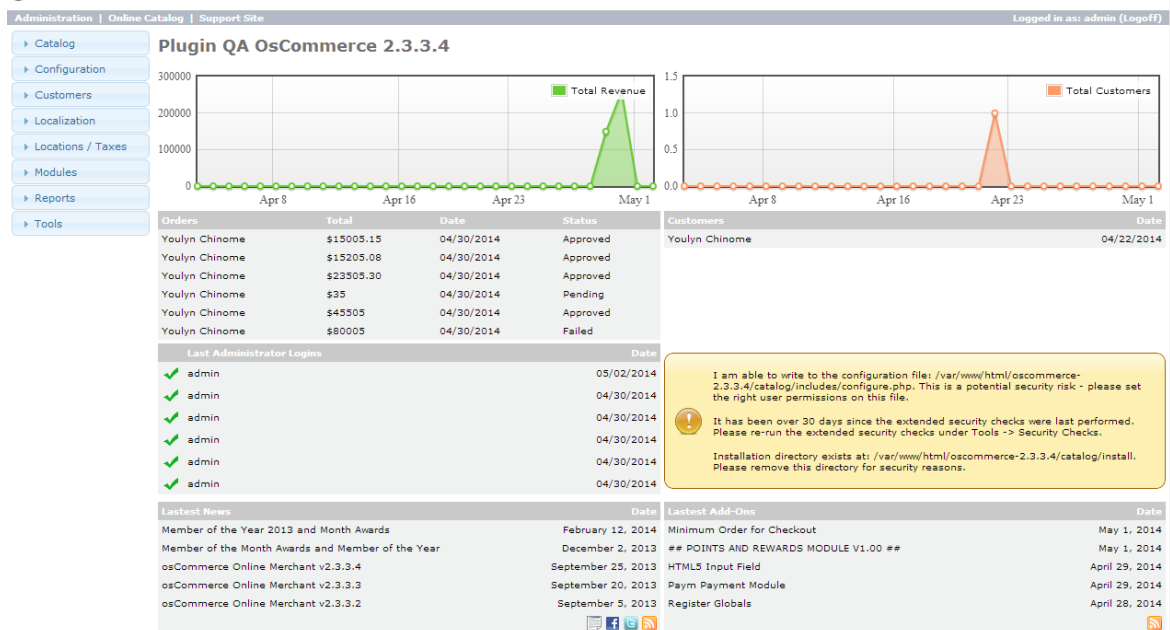 Administration | Online Catalog | Support Site Logged in as: admin (Logoff)
Catalog
Configuration
Customers
Localization
Locations / Taxes
Modules
Reports
Tools
Plugin QA OsCommerce 2.3.3.4
300000
200000
100000
0
Total Revenue
Apr 8 Apr 16 Apr 23 May 1
1.5
1.0
0.5
0.0
Total Customers
Apr 8 Apr 16 Apr 23 May 1
Orders Total Date Status
Youlyn Chinome $15005.15 04/30/2014 Approved
Youlyn Chinome $15205.08 04/30/2014 Approved
Youlyn Chinome $23505.30 04/30/2014 Approved
Youlyn Chinome $35 04/30/2014 Pending
Youlyn Chinome $45505 04/30/2014 Approved
Youlyn Chinome $80005 04/30/2014 Failed
Customers Date
Youlyn Chinome 04/22/2014
Last Administrator Logins Date
admin 05/02/2014
admin 04/30/2014
admin 04/30/2014
admin 04/30/2014
admin 04/30/2014
admin 04/30/2014
I am able to write to the configuration file: /var/www/html/oscommerce-
2.3.3.4/catalog/includes/configure.php. This is a potential security risk - please set
the right user permissions on this file.
It has been over 30 days since the extended security checks were last performed.
Please re-run the extended security checks under Tools -> Security Checks.
Installation directory exists at: /var/www/html/oscommerce-2.3.3.4/catalog/install.
Please remove this directory for security reasons.
Lastest News Date
Member of the Year 2013 and Month Awards February 12, 2014
Member of the Month Awards and Member of the Year December 2, 2013
osCommerce Online Merchant v2.3.3.4 September 25, 2013
osCommerce Online Merchant v2.3.3.3 September 20, 2013
osCommerce Online Merchant v2.3.3.2 September 5, 2013
Lastest Add-Ons Date
Minimum Order for Checkout May 1, 2014
## POINTS AND REWARDS MODULE V1.00 ## May 1, 2014
HTML5 Input Field April 29, 2014
Paym Payment Module April 29, 2014
Register Globals April 28, 2014